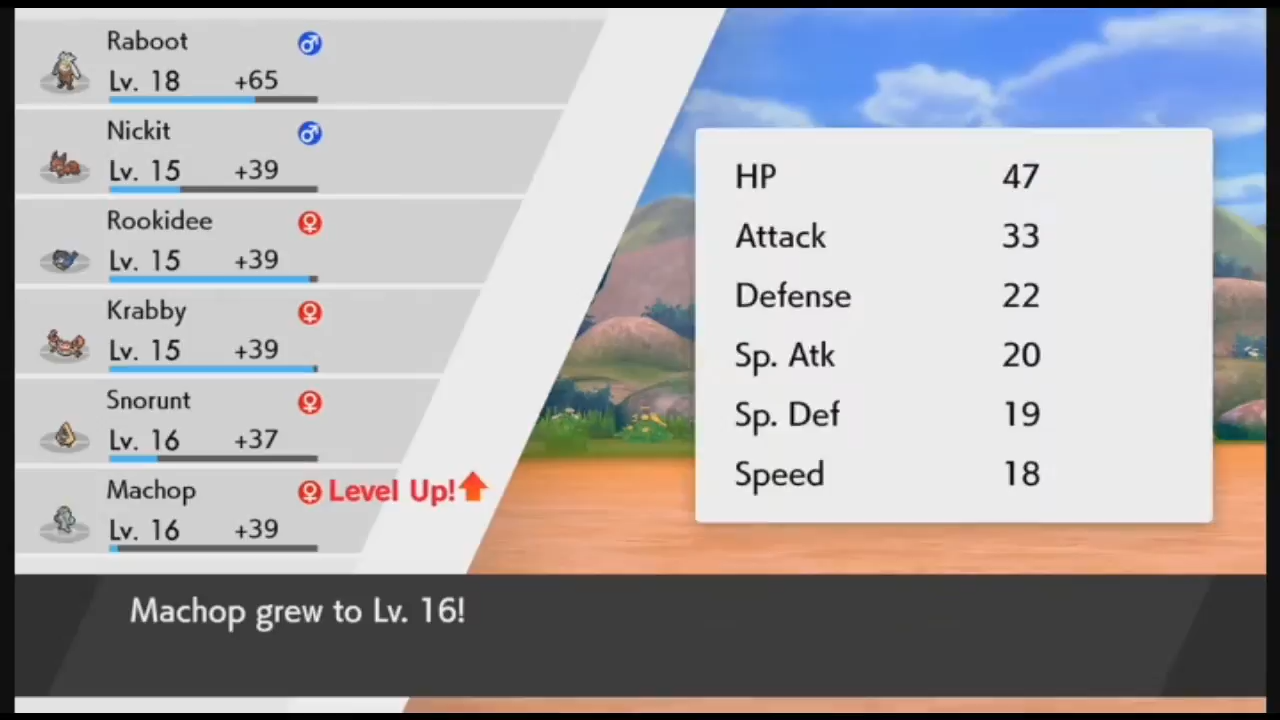 Raboot ♂
Lv. 18 +65
Nickit ♂
Lv. 15 +39
Rookidee ♀
Lv. 15 +39
Krabby ♀
Lv. 15 +39
Snorunt ♀
Lv. 16 +37
Machop ♀ Level Up!
Lv. 16 +39
HP 47
Attack 33
Defense 22
Sp. Atk 20
Sp. Def 19
Speed 18
Machop grew to Lv. 16!